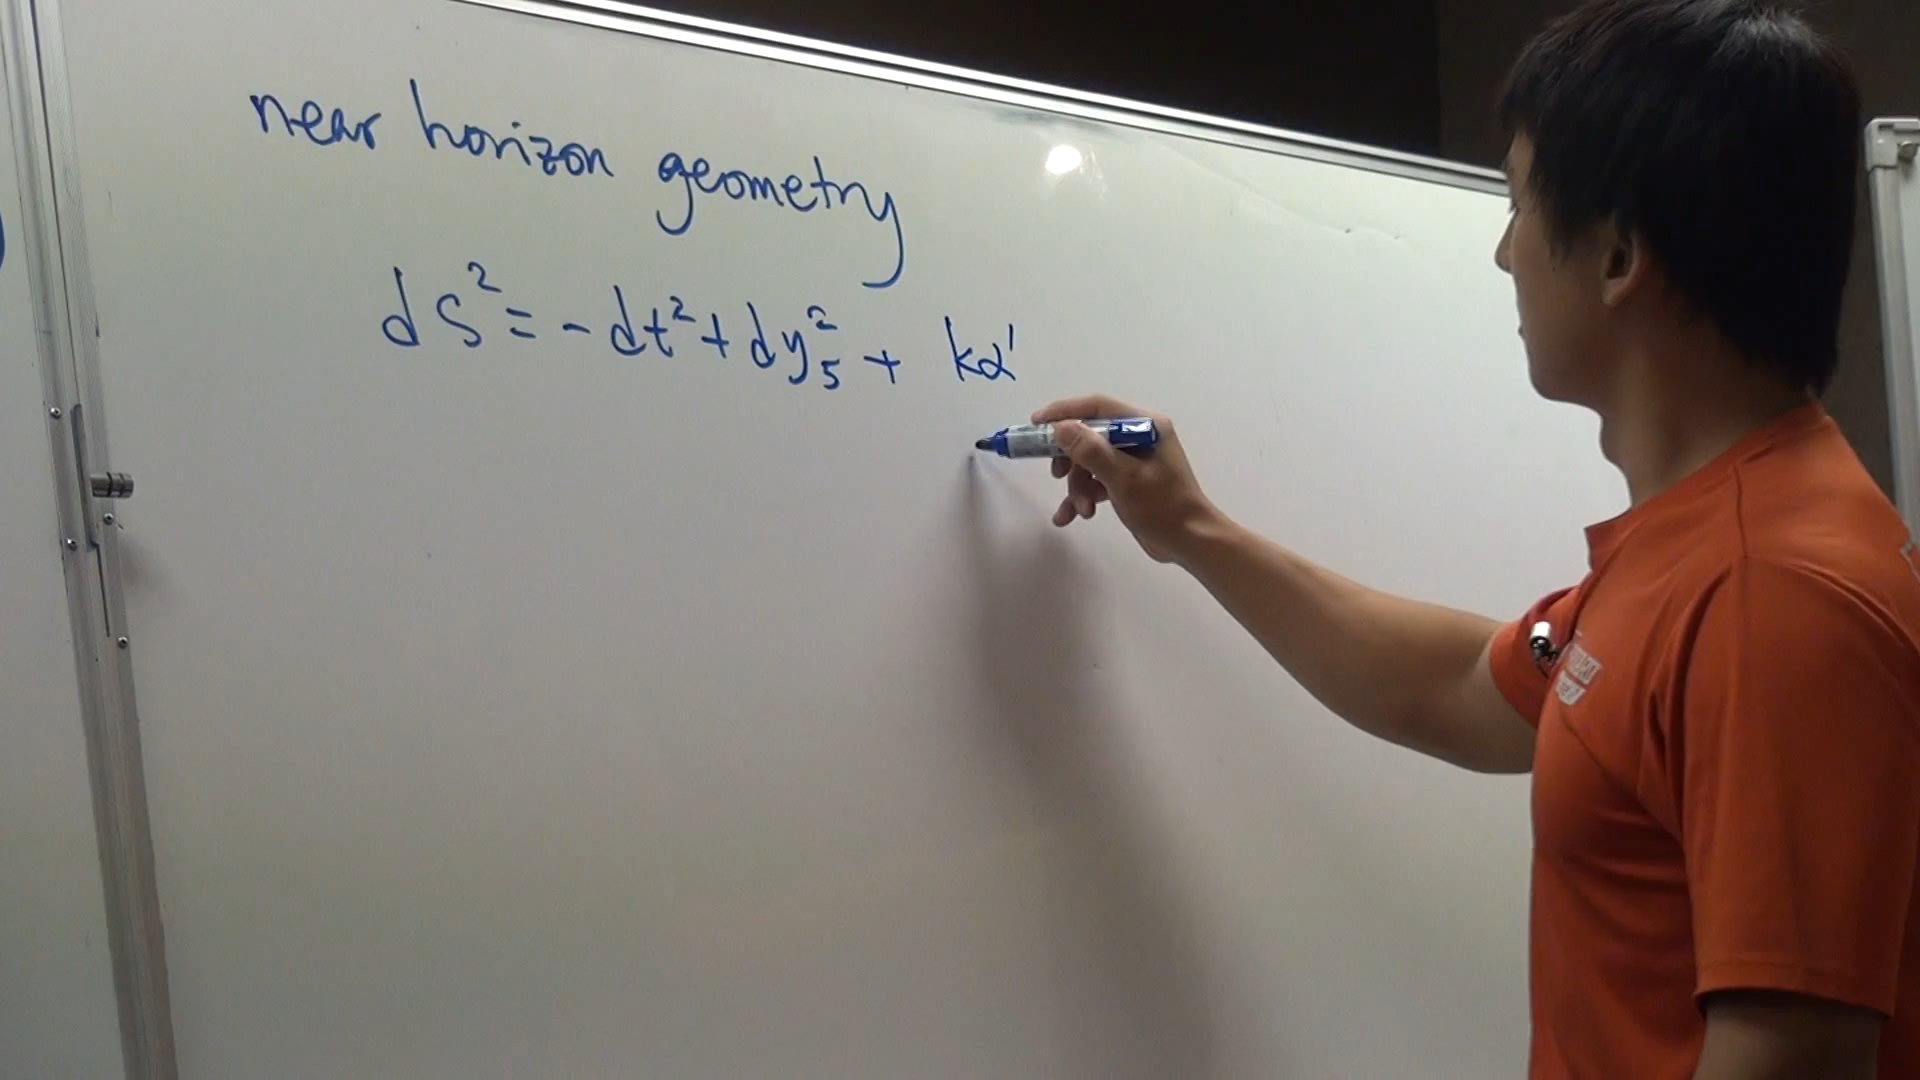 near horizon geometry
ds² = -dt² + dy₅² + kα'